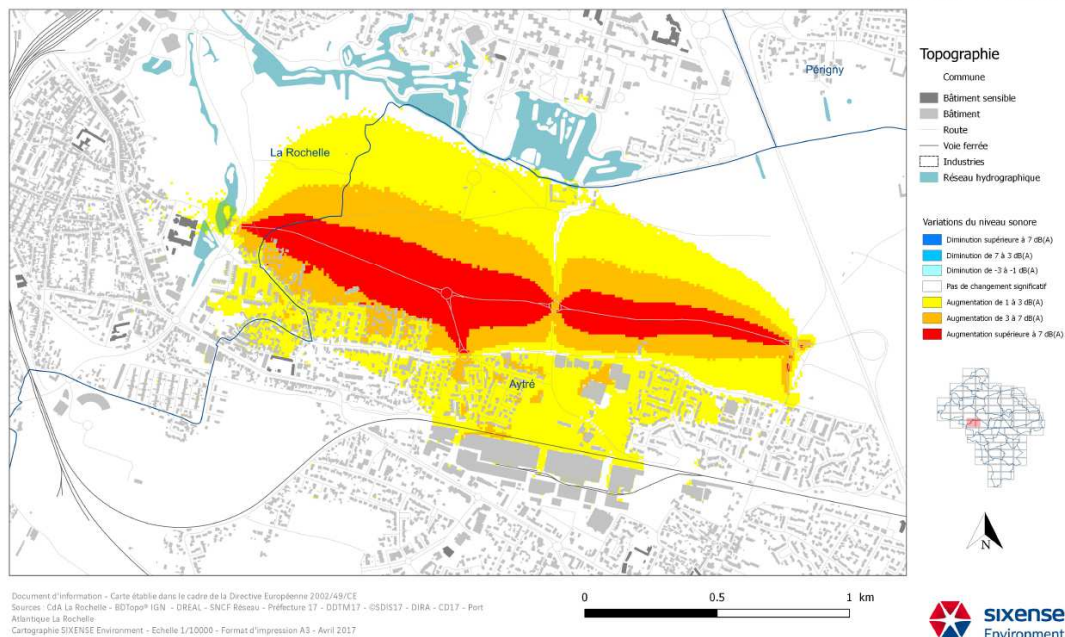 La Rochelle
Périgny
Aytré
Topographie
Commune
Bâtiment sensible
Bâtiment
Route
Voie ferrée
Industries
Réseau hydrographique
Variations du niveau sonore
Diminution supérieure à 7 dB(A)
Diminution de 7 à 3 dB(A)
Diminution de -3 à -1 dB(A)
Pas de changement significatif
Augmentation de 1 à 3 dB(A)
Augmentation de 3 à 7 dB(A)
Augmentation supérieure à 7 dB(A)
N
Document d'information - Carte établie dans le cadre de la Directive Européenne 2002/49/CE
Sources : CdA La Rochelle - BDTopo® IGN - DREAL - SNCF Réseau - Préfecture 17 - DDTM17 - ©SDIS17 - DIRA - CD17 - Port
Atlantique La Rochelle
Cartographie SIXENSE Environment - Echelle 1/10000 - Format d'impression A3 - Avril 2017
0 0.5 1 km
sixense
Environment